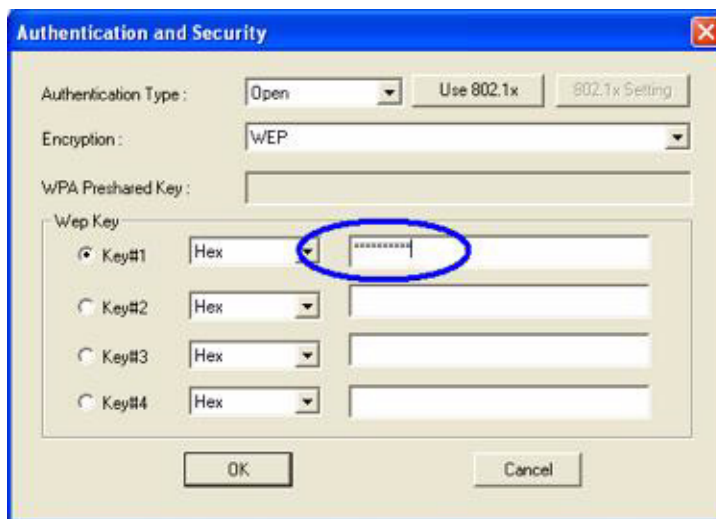 Authentication and Security
Authentication Type : Open Use 802.1x 802.1x Setting
Encryption : WEP
WPA Preshared Key :
Wep Key
Key#1 Hex **********
Key#2 Hex
Key#3 Hex
Key#4 Hex
OK Cancel